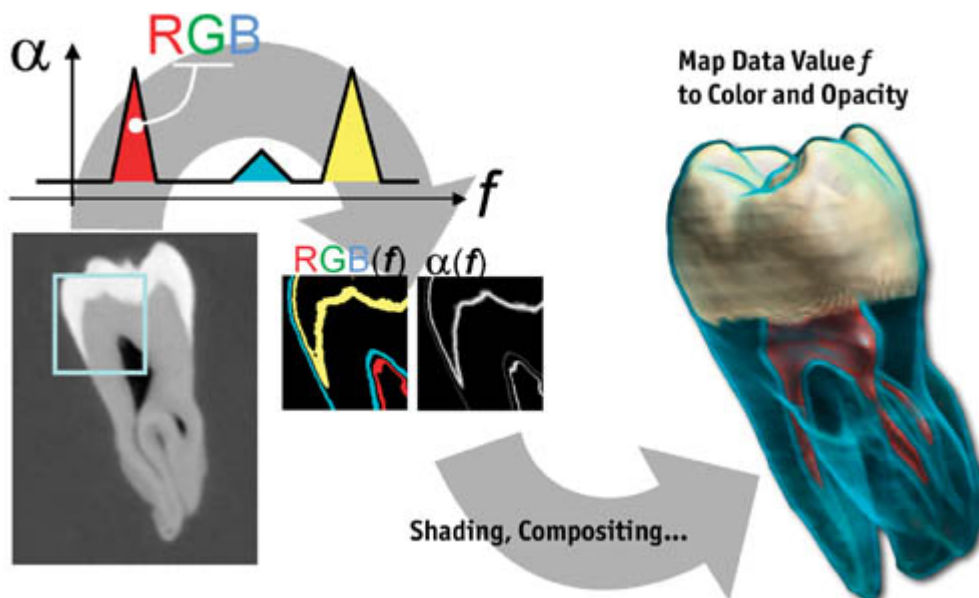 RGB
α
f
Map Data Value f
to Color and Opacity
RGB(f)
α(f)
Shading, Compositing...